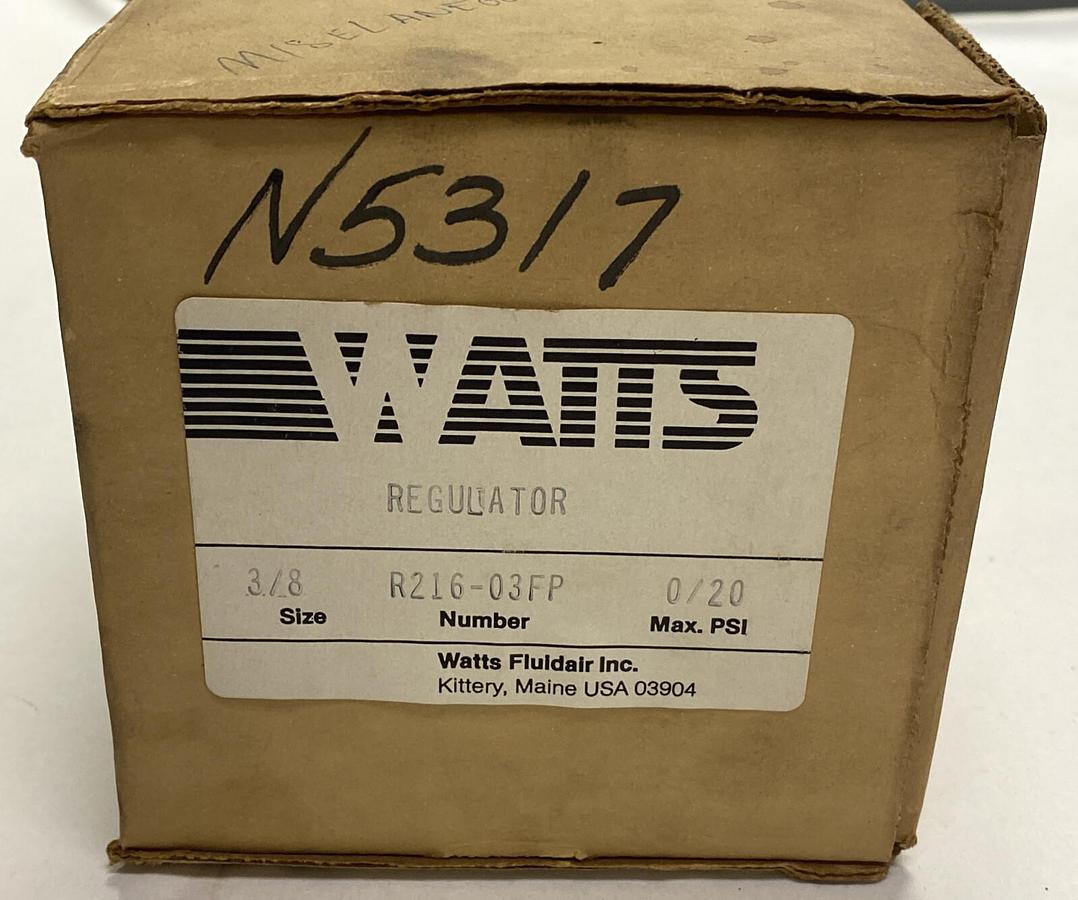 N5317
WATTS
REGULATOR
3/8 R216-03FP 0/20
Size Number Max. PSI
Watts Fluidair Inc.
Kittery, Maine USA 03904